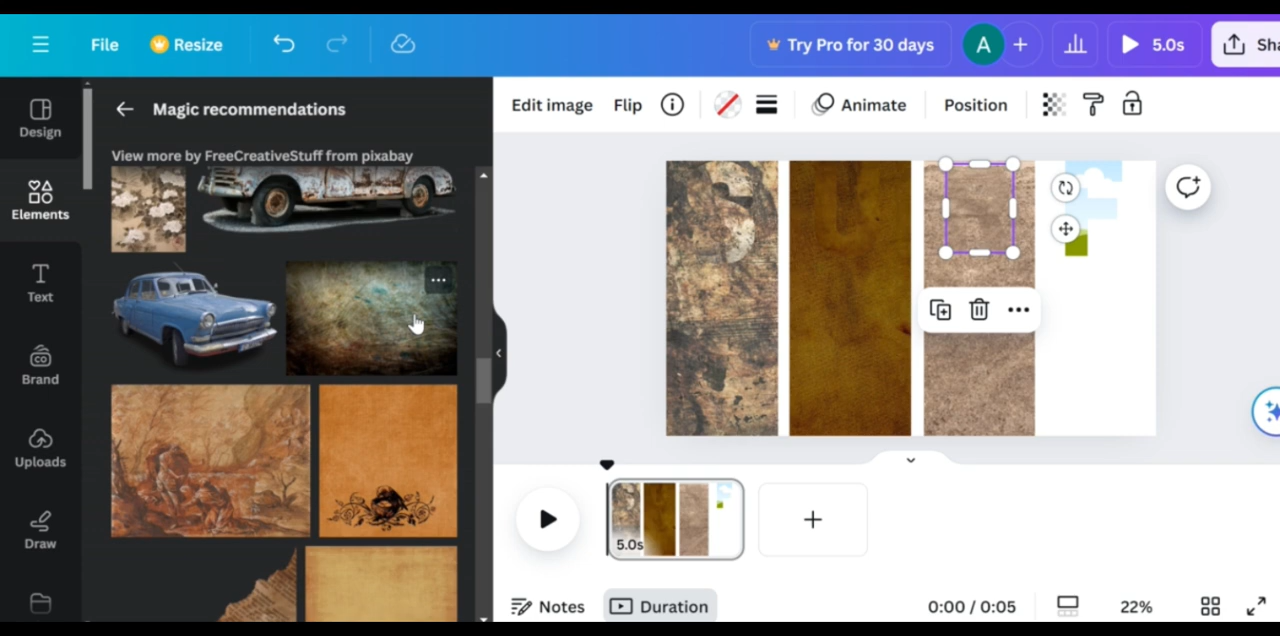 File Resize Try Pro for 30 days A + 5.0s
Design
Elements
Text
Brand
Uploads
Draw
Magic recommendations
View more by FreeCreativeStuff from pixabay
Edit image Flip Animate Position
5.0s
Notes Duration 0:00 / 0:05 22%